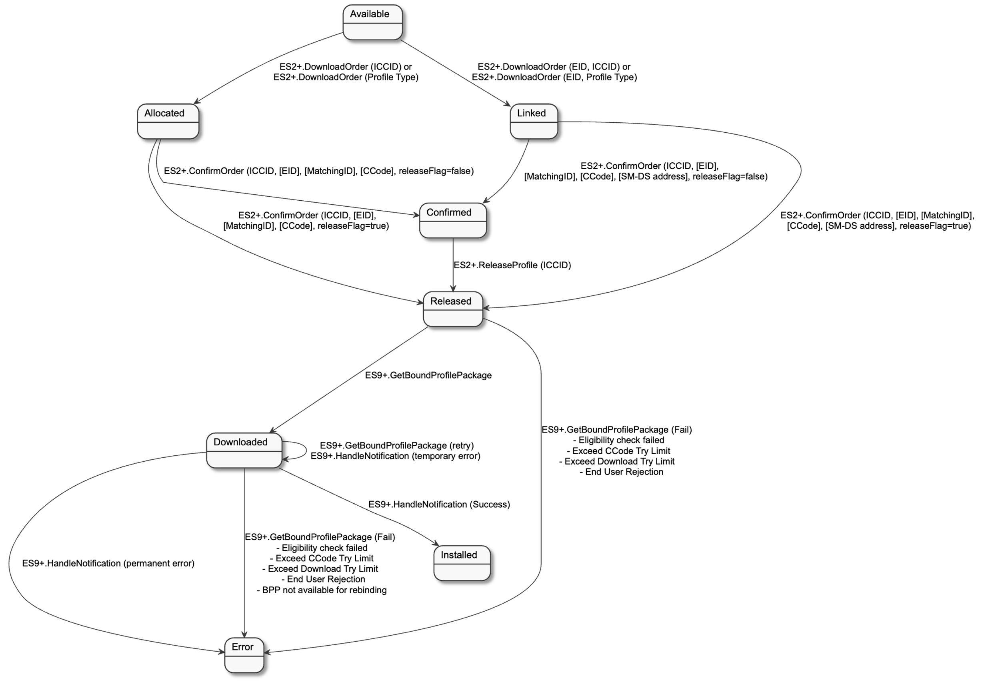 Available
ES2+.DownloadOrder (ICCID) or
ES2+.DownloadOrder (Profile Type)
ES2+.DownloadOrder (EID, ICCID) or
ES2+.DownloadOrder (EID, Profile Type)
Allocated
Linked
ES2+.ConfirmOrder (ICCID, [EID], [MatchingID], [CCode], releaseFlag=false)
ES2+.ConfirmOrder (ICCID, [EID],
[MatchingID], [CCode], [SM-DS address], releaseFlag=false)
Confirmed
ES2+.ConfirmOrder (ICCID, [EID],
[MatchingID], [CCode], releaseFlag=true)
ES2+.ConfirmOrder (ICCID, [EID], [MatchingID],
[CCode], [SM-DS address], releaseFlag=true)
ES2+.ReleaseProfile (ICCID)
Released
ES9+.GetBoundProfilePackage
Downloaded
ES9+.GetBoundProfilePackage (retry)
ES9+.HandleNotification (temporary error)
ES9+.GetBoundProfilePackage (Fail)
- Eligibility check failed
- Exceed CCode Try Limit
- Exceed Download Try Limit
- End User Rejection
ES9+.HandleNotification (Success)
ES9+.HandleNotification (permanent error)
ES9+.GetBoundProfilePackage (Fail)
- Eligibility check failed
- Exceed CCode Try Limit
- Exceed Download Try Limit
- End User Rejection
- BPP not available for rebinding
Installed
Error